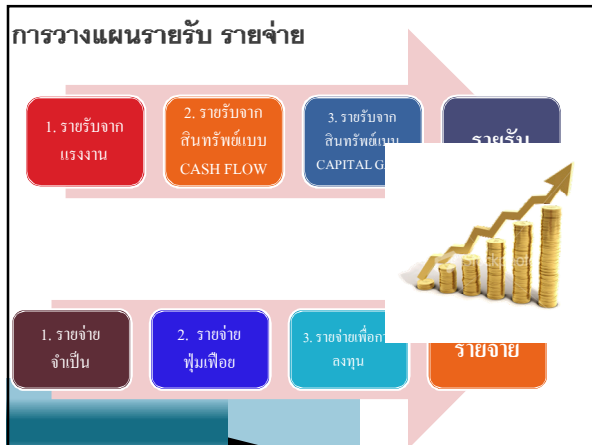 การวางแผนรายรับ รายจ่าย
1. รายรับจาก
แรงงาน
2. รายรับจาก
สินทรัพย์แบบ
CASH FLOW
3. รายรับจาก
สินทรัพย์แบบ
CAPITAL
รายรับ
1. รายจ่าย
จำเป็น
2. รายจ่าย
ฟุ่มเฟือย
3. รายจ่ายเพื่อการ
ลงทุน
รายจ่าย